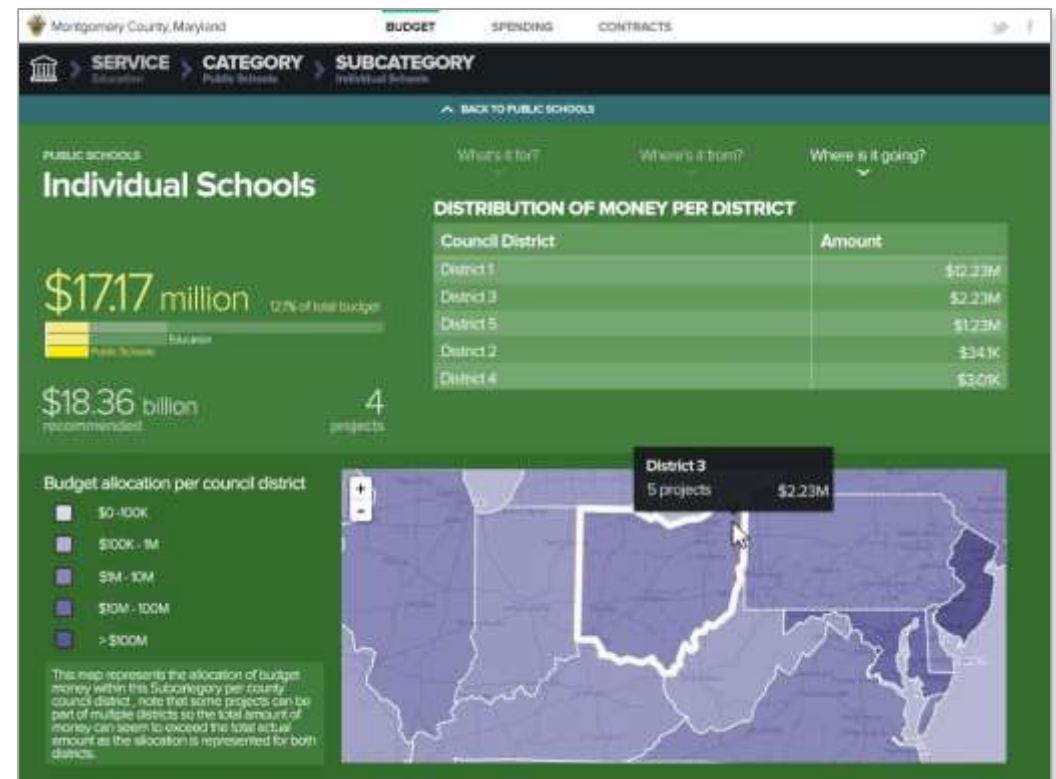 Montgomery County, Maryland
BUDGET SPENDING CONTRACTS
SERVICE CATEGORY SUBCATEGORY
Education Public Schools Individual Schools
BACK TO PUBLIC SCHOOLS
PUBLIC SCHOOLS
Individual Schools
What's it for? Where's it from? Where is it going?
DISTRIBUTION OF MONEY PER DISTRICT
Council District Amount
District 1 $12.23M
District 3 $2.23M
District 5 $1.23M
District 2 $34.1K
District 4 $3.01K
$17.17 million 12.1% of total budget
Education
Public Schools
$18.36 billion
recommended
4
projects
Budget allocation per council district
$0 -100K
$100K - 1M
$1M - 10M
$10M - 100M
> $100M
This map represents the allocation of budget
money within this Subcategory per county
council district, note that some projects can be
part of multiple districts so the total amount of
money can seem to exceed the total actual
amount as the allocation is represented for both
districts.
+
-
District 3
5 projects $2.23M